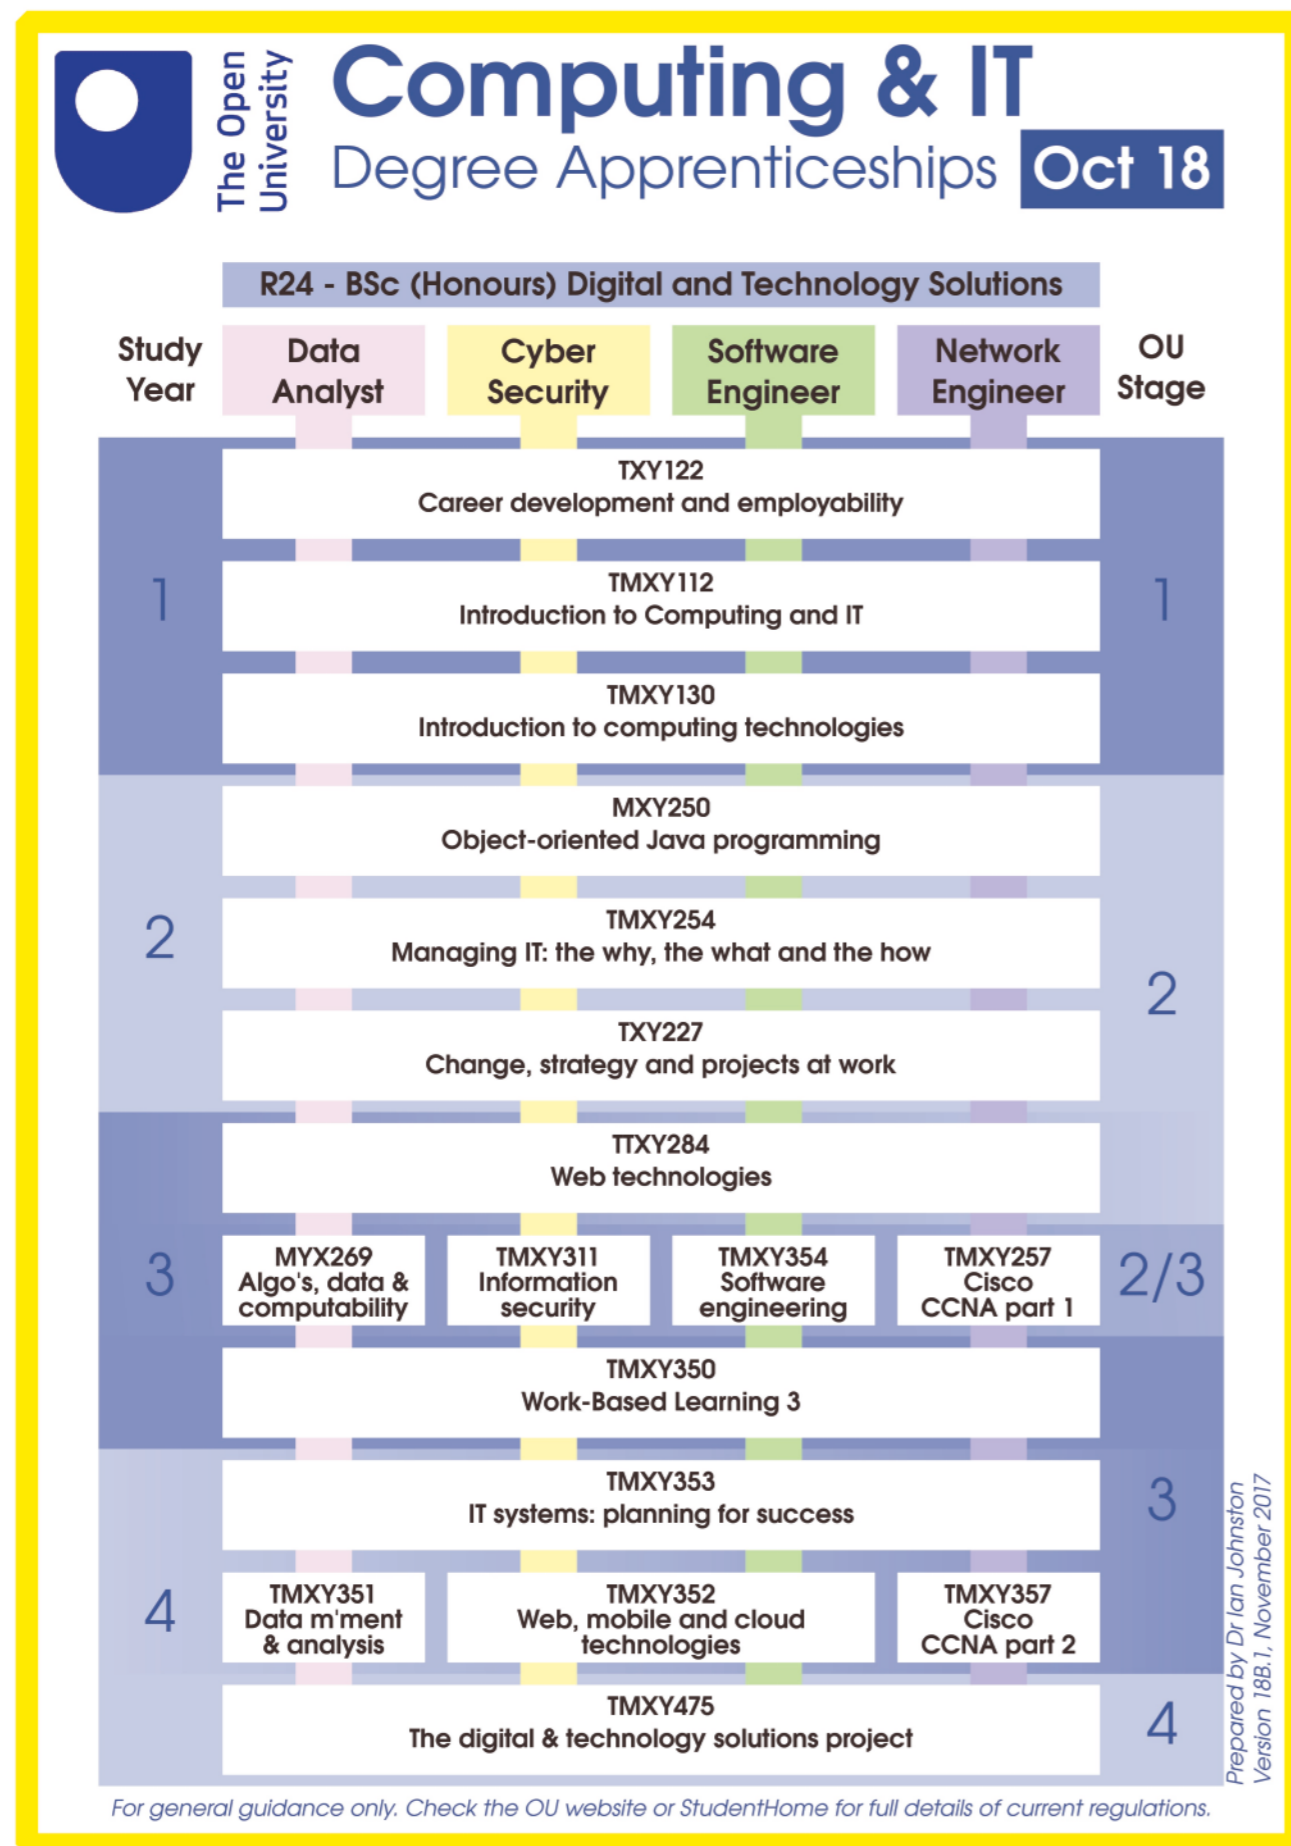 The Open
University
Computing & IT
Degree Apprenticeships
Oct 18
R24 - BSc (Honours) Digital and Technology Solutions
Study
Year
Data
Analyst
Cyber
Security
Software
Engineer
Network
Engineer
OU
Stage
1
TXY122
Career development and employability
TMXY112
Introduction to Computing and IT
TMXY130
Introduction to computing technologies
1
2
MXY250
Object-oriented Java programming
TMXY254
Managing IT: the why, the what and the how
TXY227
Change, strategy and projects at work
2
TTXY284
Web technologies
3
MYX269
Algo's, data &
computability
TMXY311
Information
security
TMXY354
Software
engineering
TMXY257
Cisco
CCNA part 1
2/3
TMXY350
Work-Based Learning 3
TMXY353
IT systems: planning for success
3
4
TMXY351
Data m'ment
& analysis
TMXY352
Web, mobile and cloud
technologies
TMXY357
Cisco
CCNA part 2
TMXY475
The digital & technology solutions project
4
Prepared by Dr Ian Johnston
Version 18B.1, November 2017
For general guidance only. Check the OU website or StudentHome for full details of current regulations.